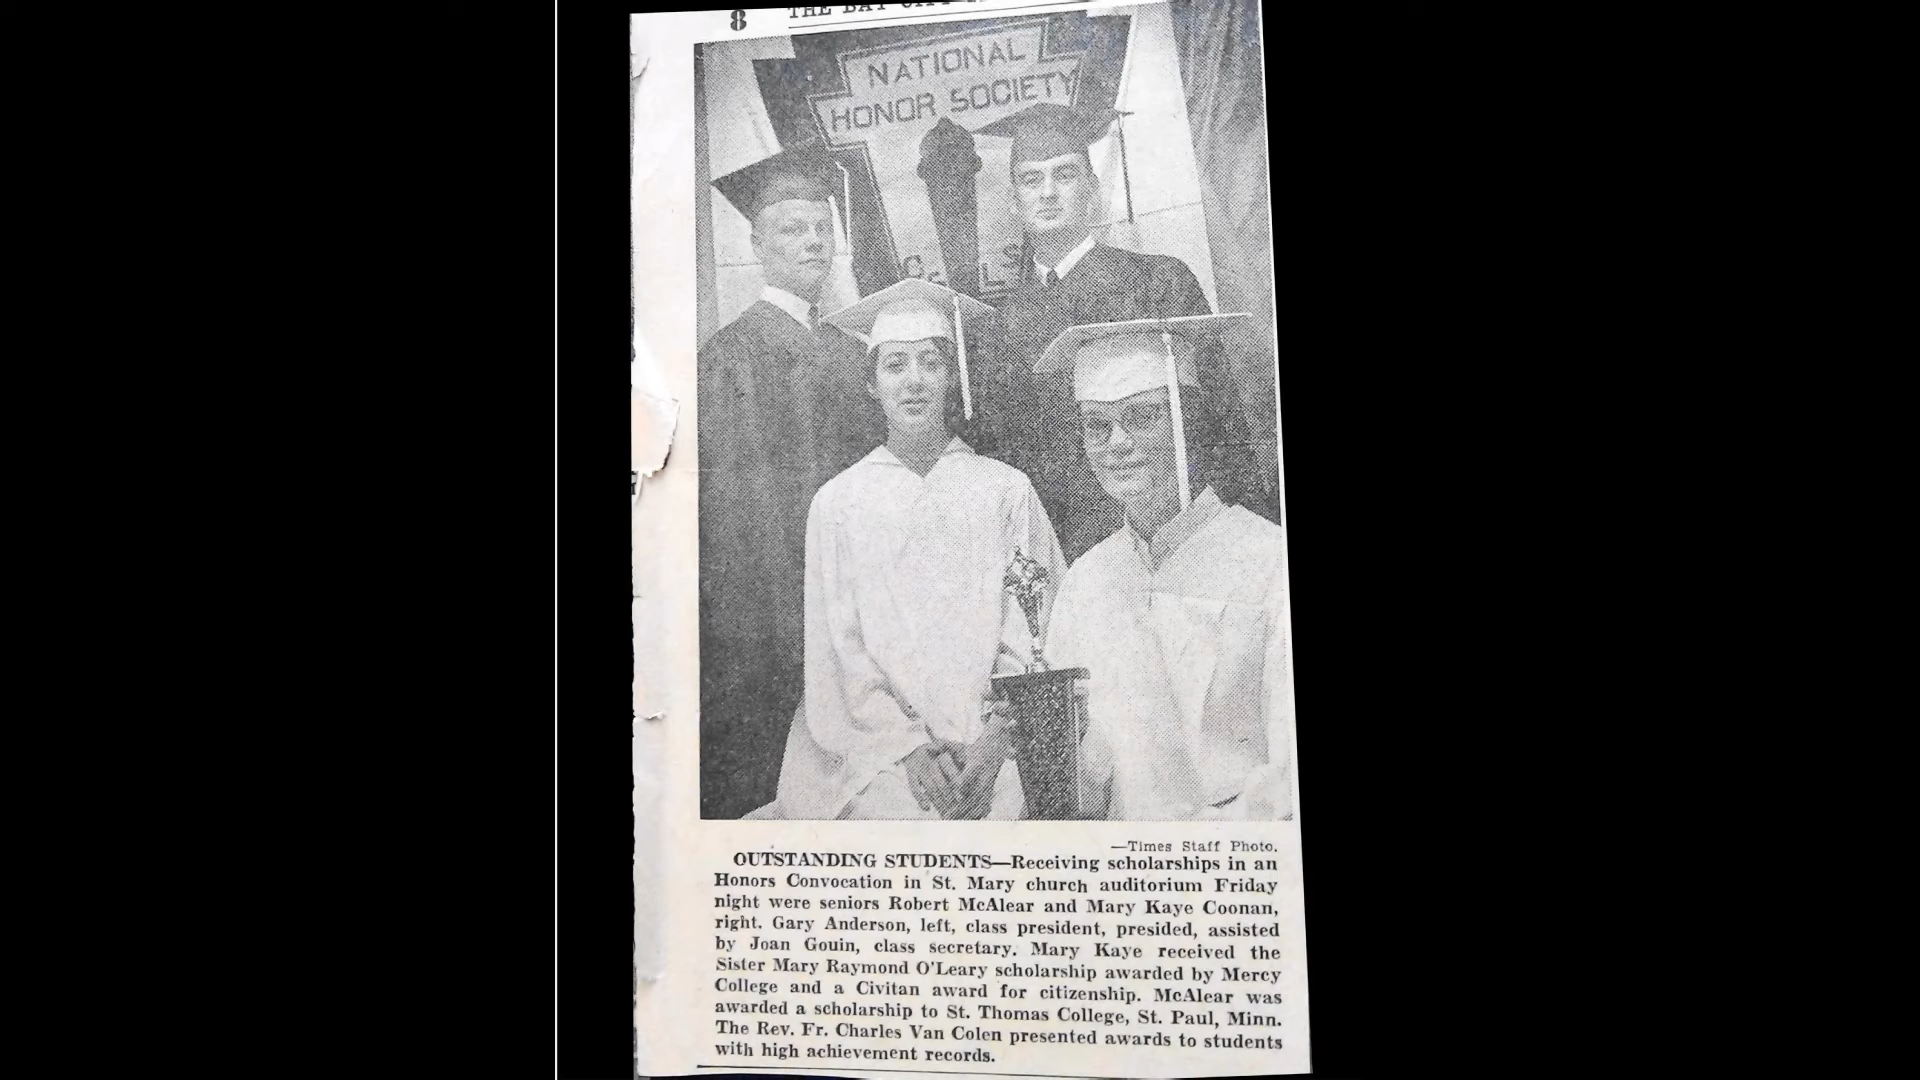 8 THE BAY CITY
NATIONAL
HONOR SOCIETY
—Times Staff Photo.
OUTSTANDING STUDENTS—Receiving scholarships in an
Honors Convocation in St. Mary church auditorium Friday
night were seniors Robert McAlear and Mary Kaye Coonan,
right. Gary Anderson, left, class president, presided, assisted
by Joan Gouin, class secretary. Mary Kaye received the
Sister Mary Raymond O'Leary scholarship awarded by Mercy
College and a Civitan award for citizenship. McAlear was
awarded a scholarship to St. Thomas College, St. Paul, Minn.
The Rev. Fr. Charles Van Colen presented awards to students
with high achievement records.